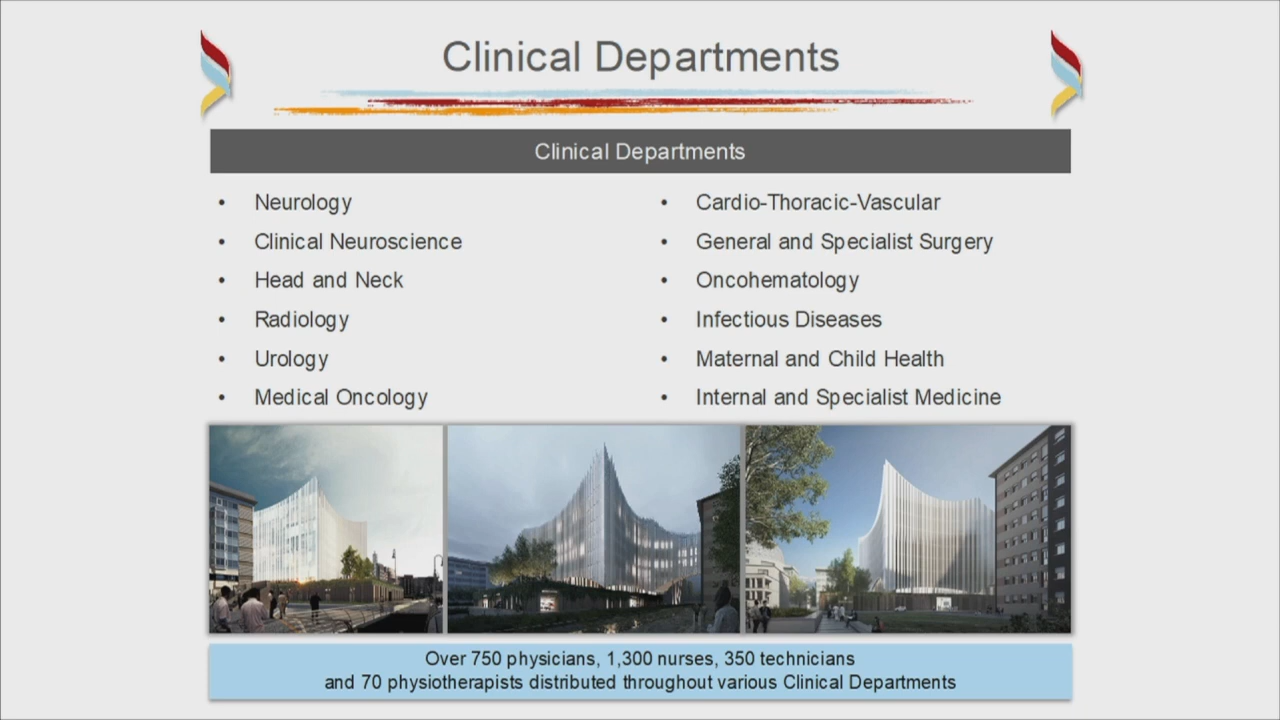 Clinical Departments
Clinical Departments
• Neurology
• Clinical Neuroscience
• Head and Neck
• Radiology
• Urology
• Medical Oncology
• Cardio-Thoracic-Vascular
• General and Specialist Surgery
• Oncohematology
• Infectious Diseases
• Maternal and Child Health
• Internal and Specialist Medicine
Over 750 physicians, 1,300 nurses, 350 technicians
and 70 physiotherapists distributed throughout various Clinical Departments